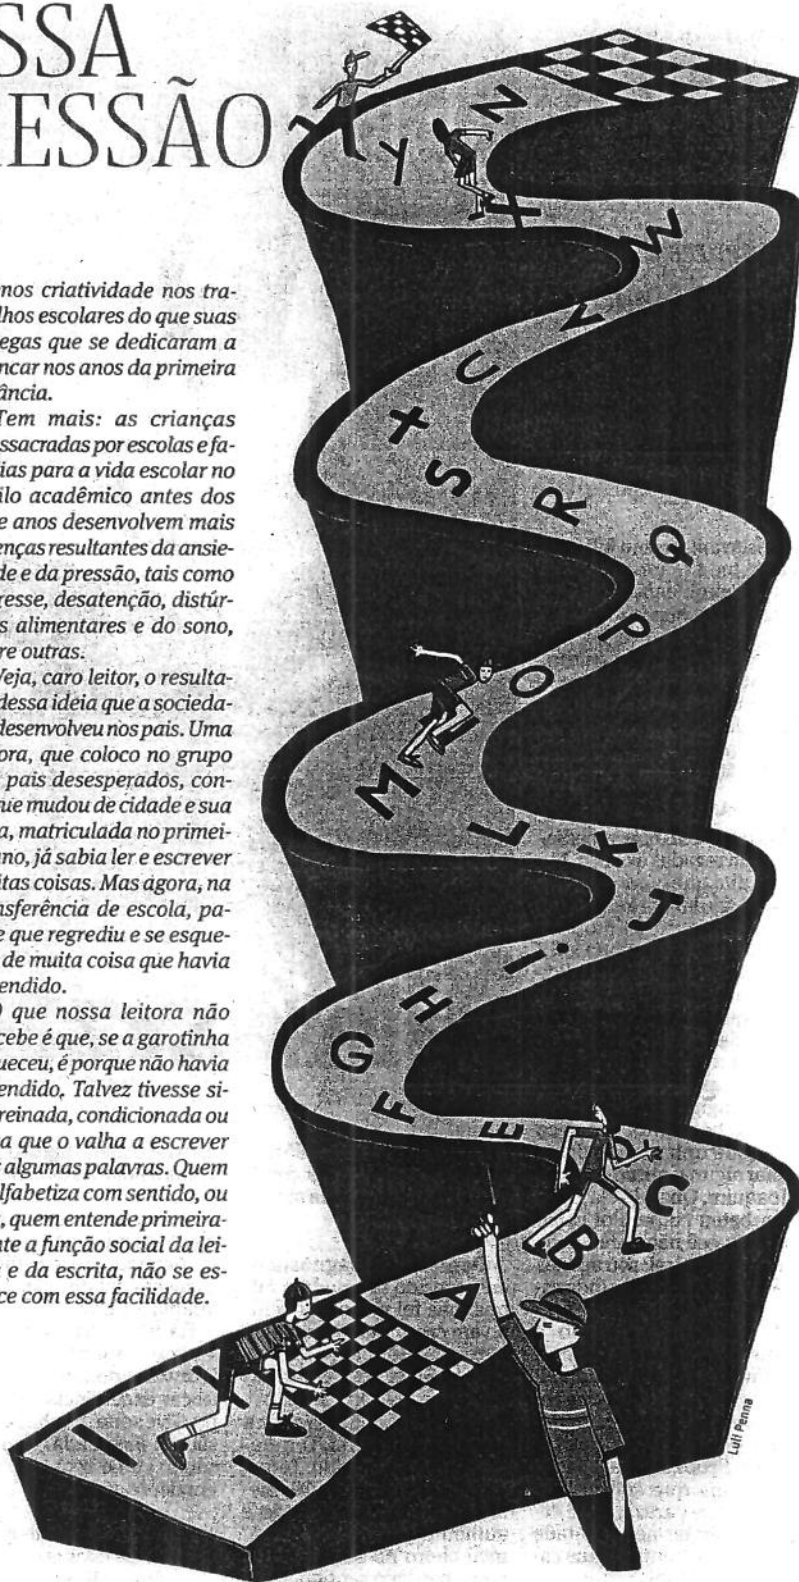 SSA
ESSÃO
nos criatividade nos tra-
lhos escolares do que suas
egas que se dedicaram a
ncar nos anos da primeira
ância.
Tem mais: as crianças
ssacradas por escolas e fa-
ias para a vida escolar no
ilo acadêmico antes dos
e anos desenvolvem mais
enças resultantes da ansie-
de e da pressão, tais como
resse, desatenção, distúr-
s alimentares e do sono,
re outras.
Veja, caro leitor, o resulta-
dessa ideia que a socieda-
desenvolveu nos pais. Uma
ora, que coloco no grupo
pais desesperados, con-
ue mudou de cidade e sua
a, matriculada no primei-
no, já sabia ler e escrever
itas coisas. Mas agora, na
nsferência de escola, pa-
e que regrediu e se esque-
de muita coisa que havia
endido.
O que nossa leitora não
cebe é que, se a garotinha
ueceu, é porque não havia
endido. Talvez tivesse si-
reinada, condicionada ou
a que o valha a escrever
r algumas palavras. Quem
lfabetiza com sentido, ou
, quem entende primeira-
te a função social da lei-
e da escrita, não se es-
ce com essa facilidade.
Y
X W
V
U
T
S R Q
P
O
M L K J
I
H
G
F E
C
B
A
Luli Penna